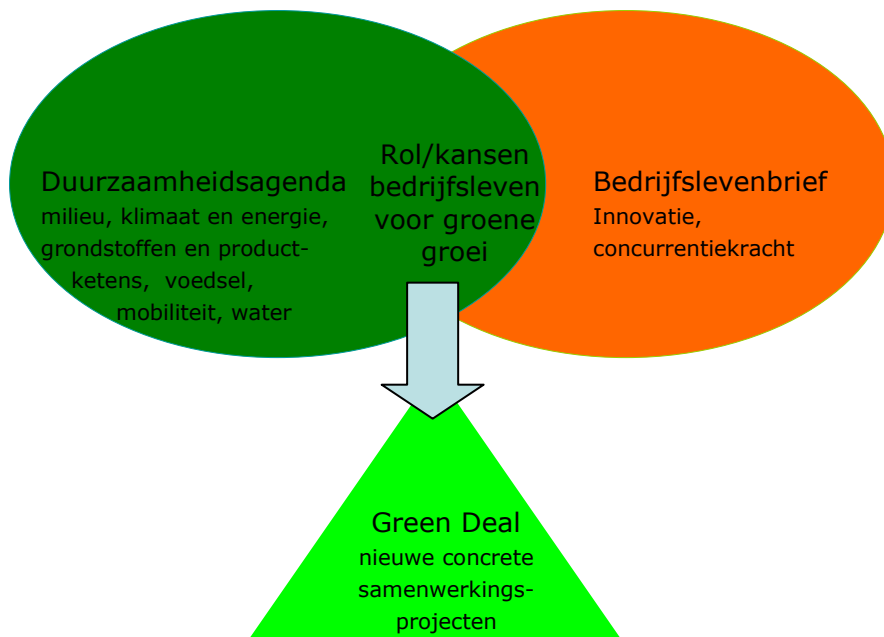 Duurzaamheidsagenda
milieu, klimaat en energie,
grondstoffen en product-
ketens, voedsel,
mobiliteit, water
Rol/kansen
bedrijfsleven
voor groene
groei
Bedrijfslevenbrief
Innovatie,
concurrentiekracht
Green Deal
nieuwe concrete
samenwerkings-
projecten